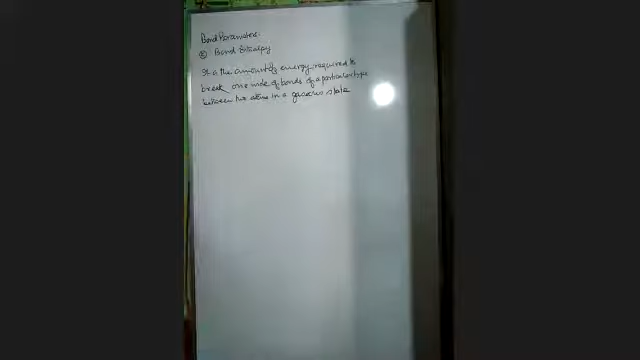 Bond Parameters:
② Bond Enthalpy
It is the amount of energy required to
break one mole of bonds of a particular type
between two atoms in a gaseous state